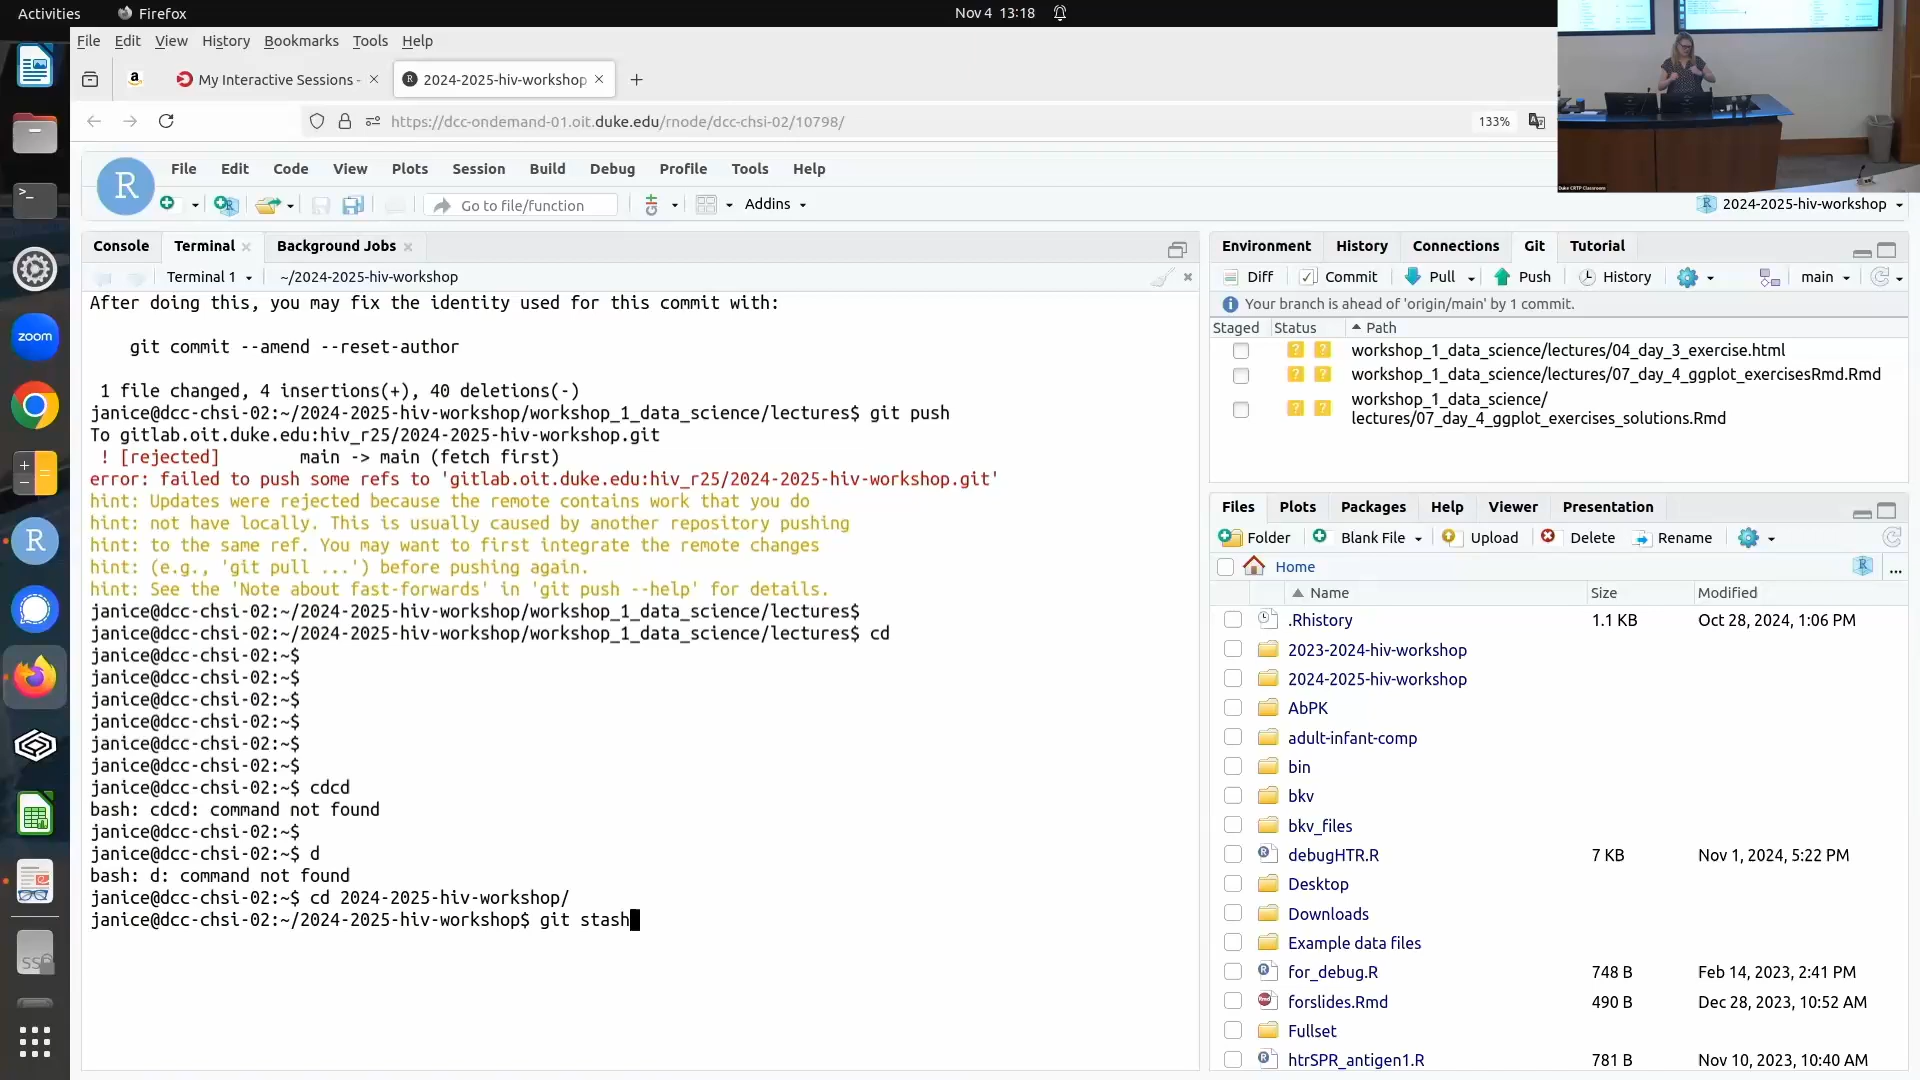 Activities
Firefox
Nov 4 13:18
File Edit View History Bookmarks Tools Help
My Interactive Sessions -
2024-2025-hiv-workshop
https://dcc-ondemand-01.oit.duke.edu/rnode/dcc-chsi-02/10798/
133%
File Edit Code View Plots Session Build Debug Profile Tools Help
Go to file/function
Addins
2024-2025-hiv-workshop
Console Terminal Background Jobs
Terminal 1 ~/2024-2025-hiv-workshop
After doing this, you may fix the identity used for this commit with:
git commit --amend --reset-author
1 file changed, 4 insertions(+), 40 deletions(-)
janice@dcc-chsi-02:~/2024-2025-hiv-workshop/workshop_1_data_science/lectures$ git push
To gitlab.oit.duke.edu:hiv_r25/2024-2025-hiv-workshop.git
! [rejected] main -> main (fetch first)
error: failed to push some refs to 'gitlab.oit.duke.edu:hiv_r25/2024-2025-hiv-workshop.git'
hint: Updates were rejected because the remote contains work that you do
hint: not have locally. This is usually caused by another repository pushing
hint: to the same ref. You may want to first integrate the remote changes
hint: (e.g., 'git pull ...') before pushing again.
hint: See the 'Note about fast-forwards' in 'git push --help' for details.
janice@dcc-chsi-02:~/2024-2025-hiv-workshop/workshop_1_data_science/lectures$
janice@dcc-chsi-02:~/2024-2025-hiv-workshop/workshop_1_data_science/lectures$ cd
janice@dcc-chsi-02:~$
janice@dcc-chsi-02:~$
janice@dcc-chsi-02:~$
janice@dcc-chsi-02:~$
janice@dcc-chsi-02:~$
janice@dcc-chsi-02:~$
janice@dcc-chsi-02:~$ cdcd
bash: cdcd: command not found
janice@dcc-chsi-02:~$
janice@dcc-chsi-02:~$ d
bash: d: command not found
janice@dcc-chsi-02:~$ cd 2024-2025-hiv-workshop/
janice@dcc-chsi-02:~/2024-2025-hiv-workshop$ git stash
Environment History Connections Git Tutorial
Diff Commit Pull Push History main
Your branch is ahead of 'origin/main' by 1 commit.
Staged Status Path
workshop_1_data_science/lectures/04_day_3_exercise.html
workshop_1_data_science/lectures/07_day_4_ggplot_exercisesRmd.Rmd
workshop_1_data_science/
lectures/07_day_4_ggplot_exercises_solutions.Rmd
Files Plots Packages Help Viewer Presentation
Folder Blank File Upload Delete Rename
Home ...
Name Size Modified
.Rhistory 1.1 KB Oct 28, 2024, 1:06 PM
2023-2024-hiv-workshop
2024-2025-hiv-workshop
AbPK
adult-infant-comp
bin
bkv
bkv_files
debugHTR.R 7 KB Nov 1, 2024, 5:22 PM
Desktop
Downloads
Example data files
for_debug.R 748 B Feb 14, 2023, 2:41 PM
forslides.Rmd 490 B Dec 28, 2023, 10:52 AM
Fullset
htrSPR_antigen1.R 781 B Nov 10, 2023, 10:40 AM
zoom
Duke CRTP Classroom